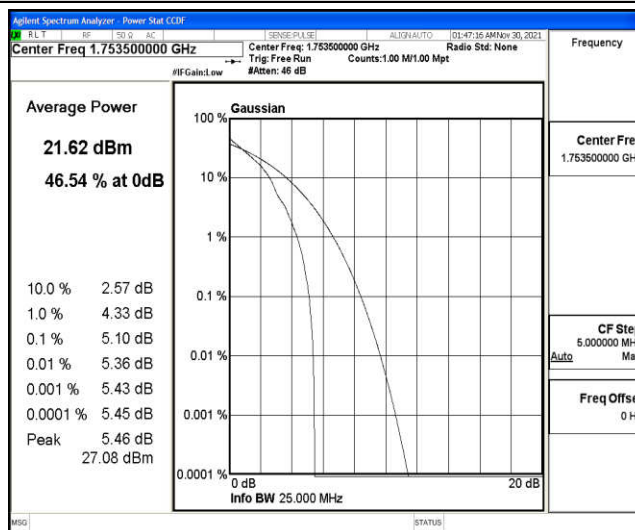 Agilent Spectrum Analyzer - Power Stat CCDF
RLT RF 50 Ω AC SENSE:PULSE ALIGNAUTO 01:47:16 AM Nov 30, 2021
Center Freq 1.753500000 GHz
Center Freq: 1.753500000 GHz Radio Std: None
Trig: Free Run Counts:1.00 M/1.00 Mpt
#IFGain:Low #Atten: 46 dB
Frequency
Average Power
21.62 dBm
46.54 % at 0dB
10.0 % 2.57 dB
1.0 % 4.33 dB
0.1 % 5.10 dB
0.01 % 5.36 dB
0.001 % 5.43 dB
0.0001 % 5.45 dB
Peak 5.46 dB
27.08 dBm
Gaussian
100 %
10 %
1 %
0.1 %
0.01 %
0.001 %
0.0001 %
0 dB 20 dB
Info BW 25.000 MHz
Center Fre
1.753500000 GH
CF Ste
5.000000 MH
Auto Ma
Freq Offse
0 H
MSG STATUS